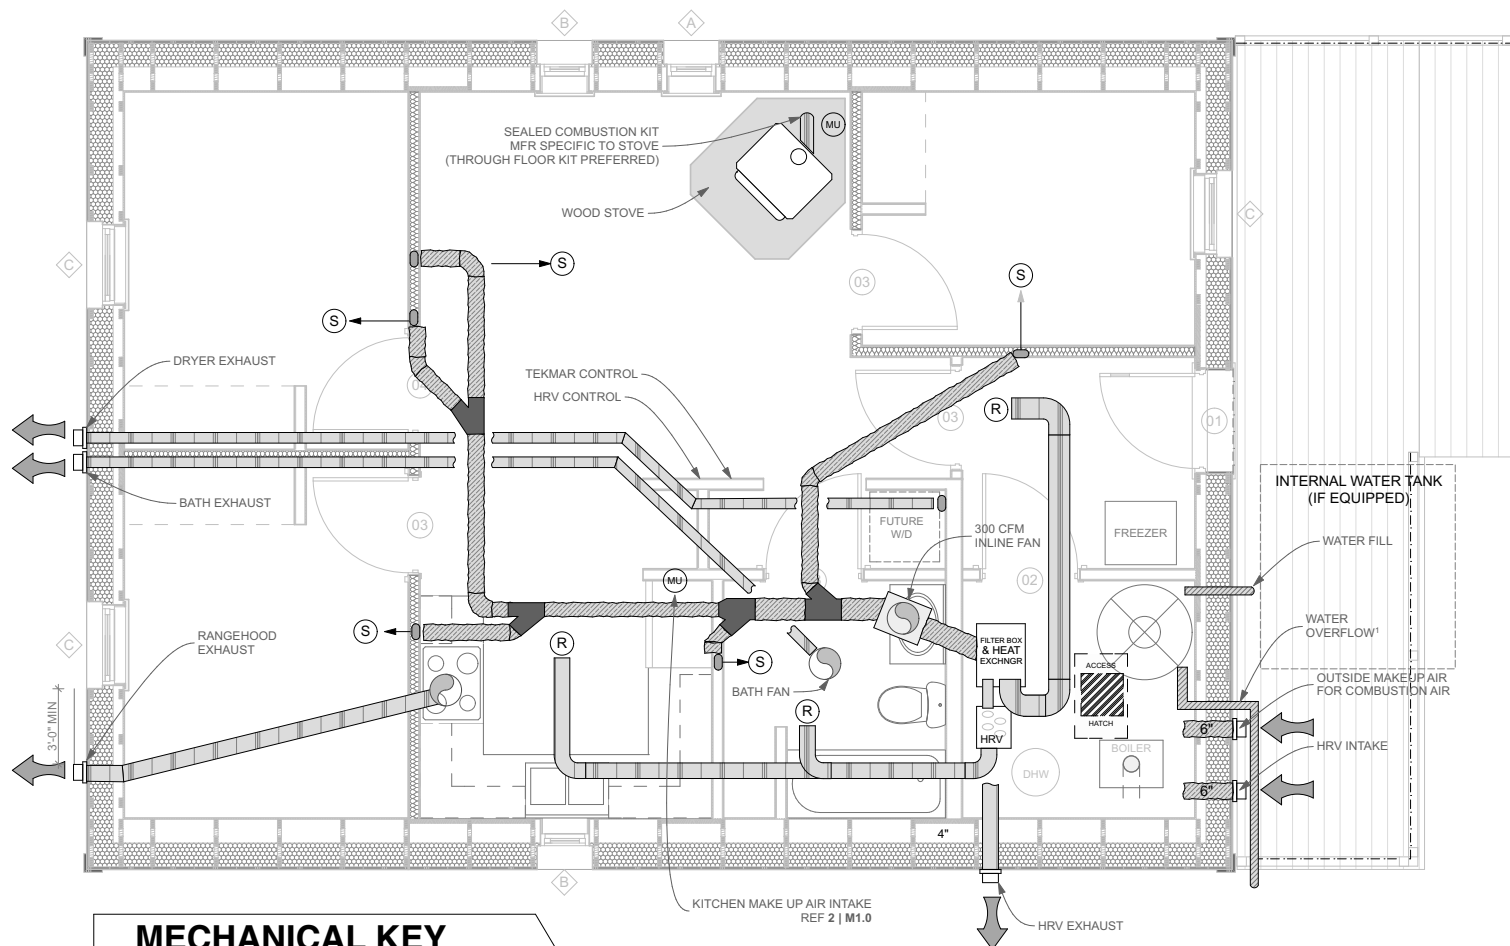 B
A
SEALED COMBUSTION KIT
MFR SPECIFIC TO STOVE
(THROUGH FLOOR KIT PREFERRED)
MU
WOOD STOVE
C
C
S
S
S
03
DRYER EXHAUST
TEKMAR CONTROL
HRV CONTROL
R
03
01
BATH EXHAUST
INTERNAL WATER TANK
(IF EQUIPPED)
03
FUTURE
W/D
300 CFM
INLINE FAN
FREEZER
WATER FILL
MU
02
RANGEHOOD
EXHAUST
C
S
R
S
FILTER BOX
& HEAT
EXCHNGR
WATER
OVERFLOW¹
BATH FAN
ACCESS
HATCH
OUTSIDE MAKEUP AIR
FOR COMBUSTION AIR
3'-0" MIN
R
HRV
6"
BOILER
HRV INTAKE
DHW
6"
4"
B
KITCHEN MAKE UP AIR INTAKE
REF 2 | M1.0
HRV EXHAUST
MECHANICAL KEY